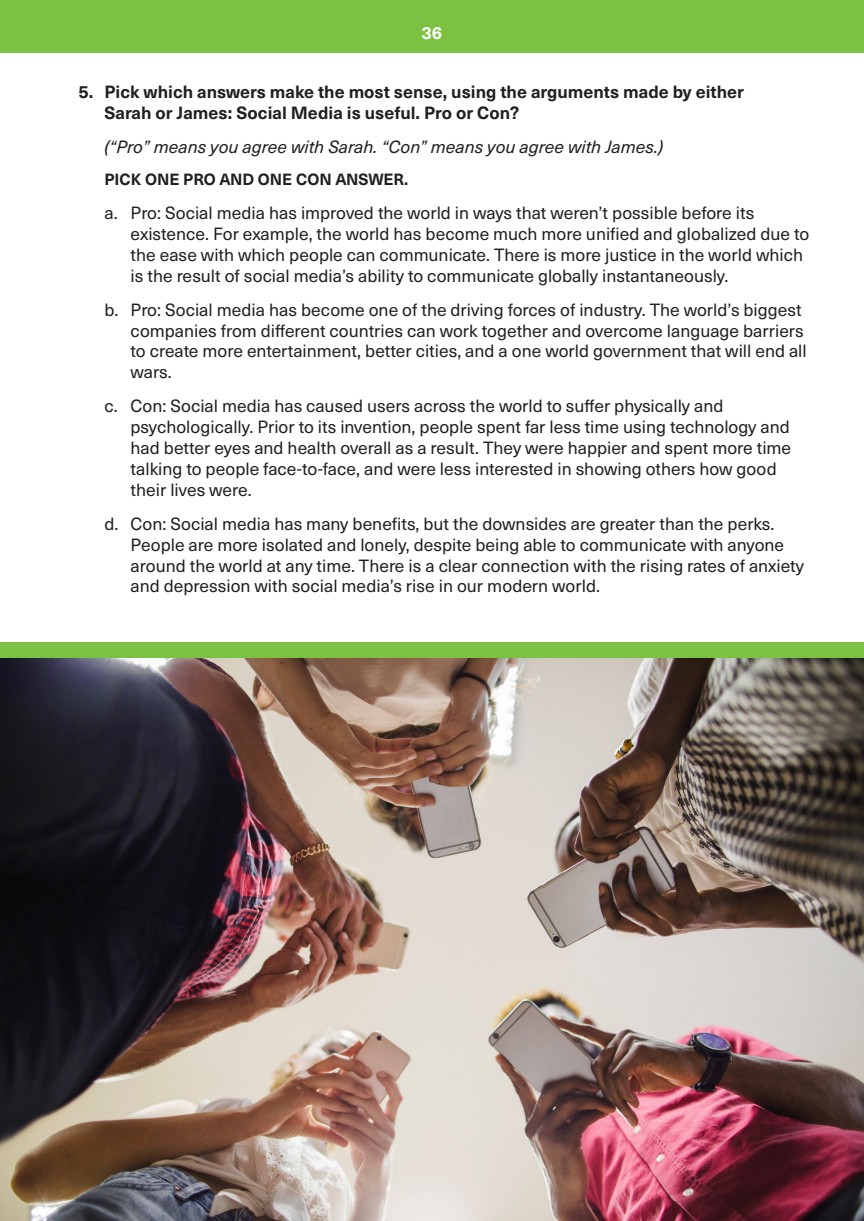 36
5. Pick which answers make the most sense, using the arguments made by either
Sarah or James: Social Media is useful. Pro or Con?
(“Pro” means you agree with Sarah. “Con” means you agree with James.)
PICK ONE PRO AND ONE CON ANSWER.
a. Pro: Social media has improved the world in ways that weren’t possible before its
existence. For example, the world has become much more unified and globalized due to
the ease with which people can communicate. There is more justice in the world which
is the result of social media’s ability to communicate globally instantaneously.
b. Pro: Social media has become one of the driving forces of industry. The world’s biggest
companies from different countries can work together and overcome language barriers
to create more entertainment, better cities, and a one world government that will end all
wars.
c. Con: Social media has caused users across the world to suffer physically and
psychologically. Prior to its invention, people spent far less time using technology and
had better eyes and health overall as a result. They were happier and spent more time
talking to people face-to-face, and were less interested in showing others how good
their lives were.
d. Con: Social media has many benefits, but the downsides are greater than the perks.
People are more isolated and lonely, despite being able to communicate with anyone
around the world at any time. There is a clear connection with the rising rates of anxiety
and depression with social media’s rise in our modern world.